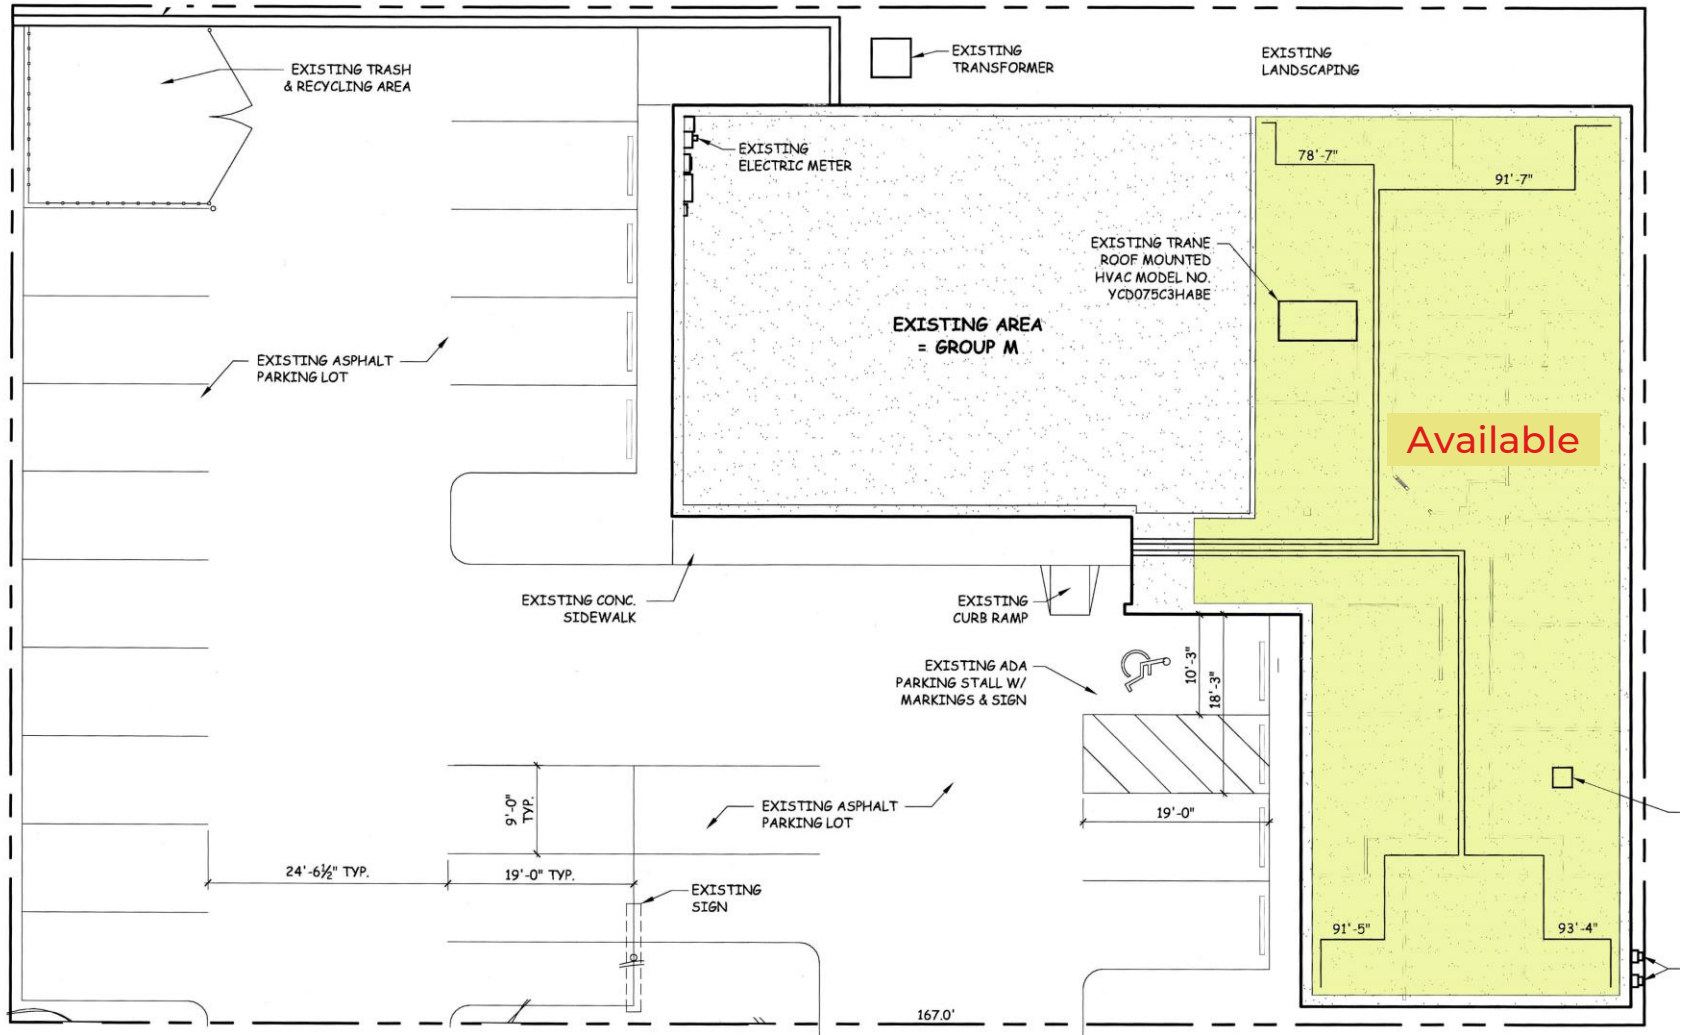 EXISTING TRASH
& RECYCLING AREA
EXISTING
TRANSFORMER
EXISTING
LANDSCAPING
EXISTING
ELECTRIC METER
78'-7"
91'-7"
EXISTING TRANE
ROOF MOUNTED
HVAC MODEL NO.
YCD075C3HABE
EXISTING AREA
= GROUP M
EXISTING ASPHALT
PARKING LOT
Available
EXISTING CONC.
SIDEWALK
EXISTING
CURB RAMP
EXISTING ADA
PARKING STALL W/
MARKINGS & SIGN
10'-3"
18'-3"
9'-0"
TYP.
EXISTING ASPHALT
PARKING LOT
19'-0"
24'-6½" TYP.
19'-0" TYP.
EXISTING
SIGN
91'-5"
93'-4"
167.0'